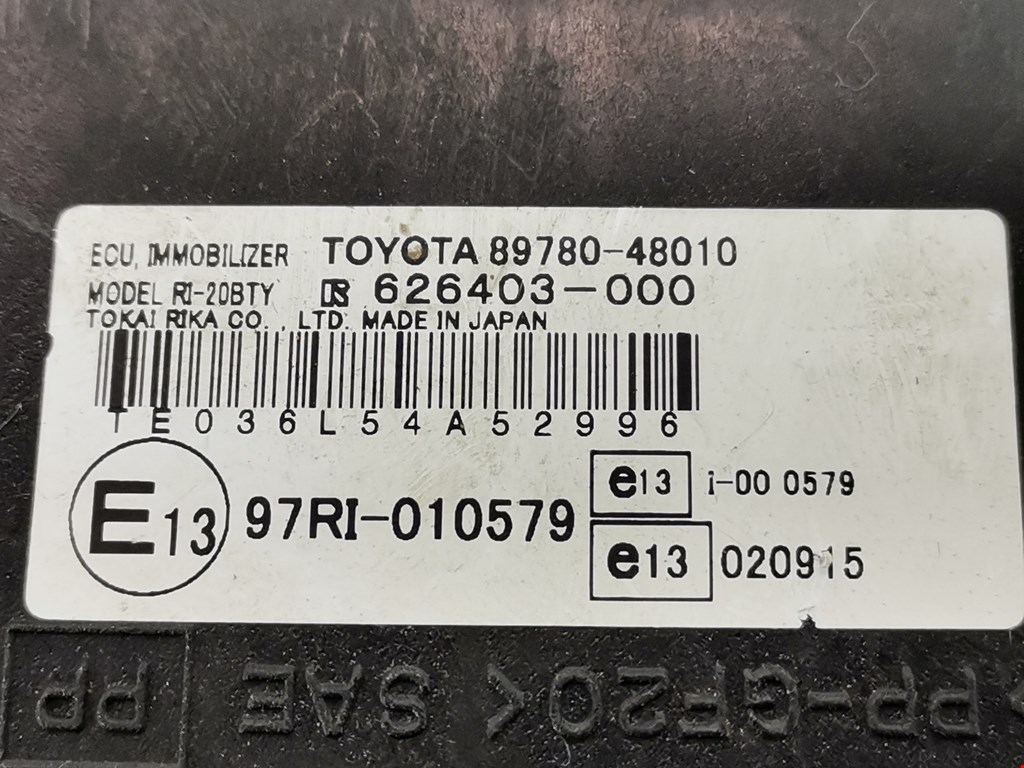 ECU, IMMOBILIZER TOYOTA 89780-48010
MODEL RI-20BTY 626403-000
TOKAI RIKA CO., LTD. MADE IN JAPAN
TE036L54A52996
E13 97RI-010579
e13 i-00 0579
e13 020915
>PP-GF20< SAE PP